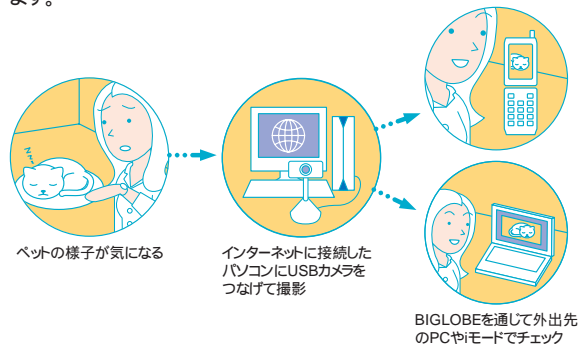 ます。
zzz
ペットの様子が気になる
インターネットに接続した
パソコンにUSBカメラを
つなげて撮影
BIGLOBEを通じて外出先
のPCやiモードでチェック